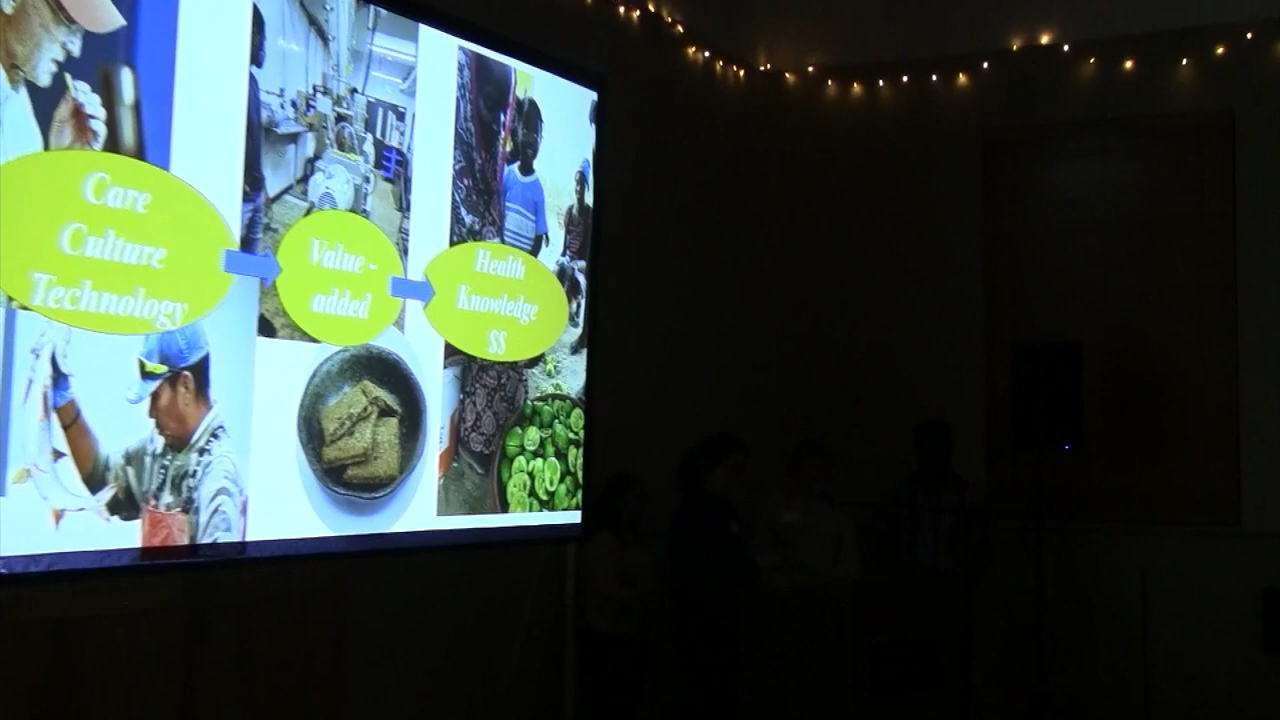 Care
Culture
Technology
Value -
added
Health
Knowledge
SS